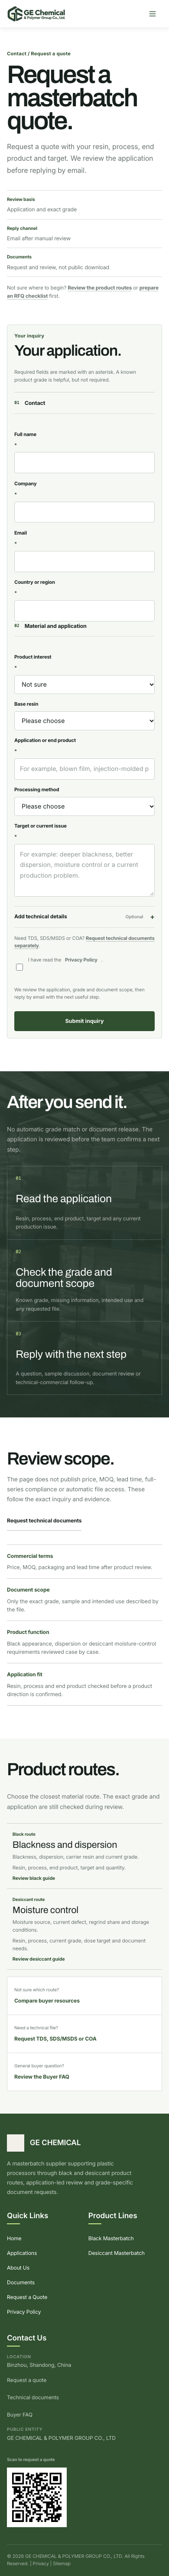 GE Chemical
& Polymer Group Co., Ltd.
Contact / Request a quote
Request a
masterbatch
quote.
Request a quote with your resin, process, end
product and target. We review the application
before replying by email.
Review basis
Application and exact grade
Reply channel
Email after manual review
Documents
Request and review, not public download
Not sure where to begin? Review the product routes or prepare
an RFQ checklist first.
Your inquiry
Your application.
Required fields are marked with an asterisk. A known
product grade is helpful, but not required.
01 Contact
Full name
*
Company
*
Email
*
Country or region
*
02 Material and application
Product interest
*
Not sure
Base resin
Please choose
Application or end product
*
For example, blown film, injection-molded p
Processing method
Please choose
Target or current issue
*
For example: deeper blackness, better
dispersion, moisture control or a current
production problem.
Add technical details Optional +
Need TDS, SDS/MSDS or COA? Request technical documents
separately.
I have read the Privacy Policy
.
We review the application, grade and document scope, then
reply by email with the next useful step.
Submit inquiry
After you send it.
No automatic grade match or document release. The
application is reviewed before the team confirms a next
step.
01
Read the application
Resin, process, end product, target and any current
production issue.
02
Check the grade and
document scope
Known grade, missing information, intended use and
any requested file.
03
Reply with the next step
A question, sample discussion, document review or
technical-commercial follow-up.
Review scope.
The page does not publish price, MOQ, lead time, full-
series compliance or automatic file access. These
follow the exact inquiry and evidence.
Request technical documents
Commercial terms
Price, MOQ, packaging and lead time after product review.
Document scope
Only the exact grade, sample and intended use described by
the file.
Product function
Black appearance, dispersion or desiccant moisture-control
requirements reviewed case by case.
Application fit
Resin, process and end product checked before a product
direction is confirmed.
Product routes.
Choose the closest material route. The exact grade and
application are still checked during review.
Black route
Blackness and dispersion
Blackness, dispersion, carrier resin and current grade.
Resin, process, end product, target and quantity.
Review black guide
Desiccant route
Moisture control
Moisture source, current defect, regrind share and storage
conditions.
Resin, process, current grade, dose target and document
needs.
Review desiccant guide
Not sure which route?
Compare buyer resources
Need a technical file?
Request TDS, SDS/MSDS or COA
General buyer question?
Review the Buyer FAQ
GE CHEMICAL
A masterbatch supplier supporting plastic
processors through black and desiccant product
routes, application-led review and grade-specific
document requests.
Quick Links
Home
Applications
About Us
Documents
Request a Quote
Privacy Policy
Product Lines
Black Masterbatch
Desiccant Masterbatch
Contact Us
LOCATION
Binzhou, Shandong, China
Request a quote
Technical documents
Buyer FAQ
PUBLIC ENTITY
GE CHEMICAL & POLYMER GROUP CO., LTD
Scan to request a quote
© 2026 GE CHEMICAL & POLYMER GROUP CO., LTD. All Rights
Reserved. | Privacy | Sitemap